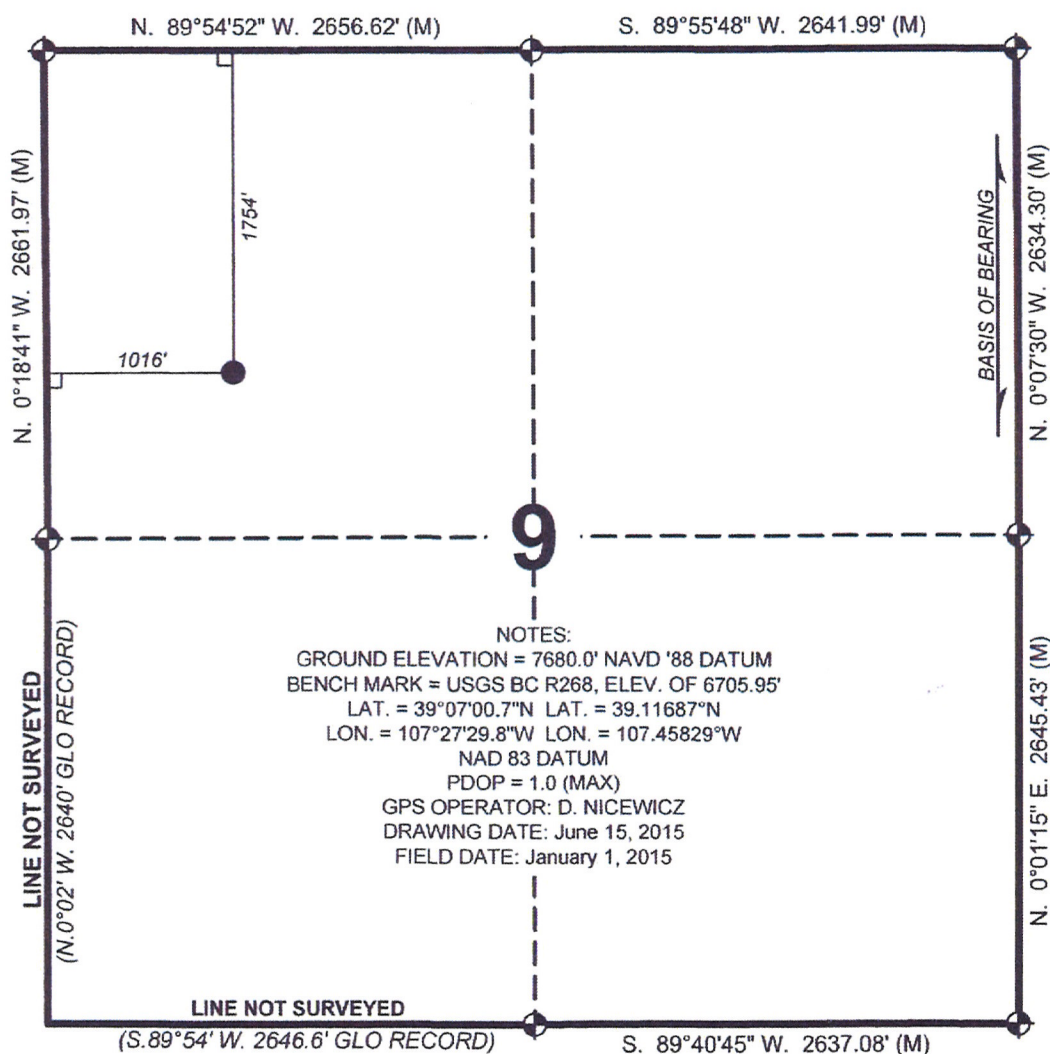 N. 89°54'52" W. 2656.62' (M)
S. 89°55'48" W. 2641.99' (M)
N. 0°18'41" W. 2661.97' (M)
1754'
1016'
BASIS OF BEARING
N. 0°07'30" W. 2634.30' (M)
9
NOTES:
GROUND ELEVATION = 7680.0' NAVD '88 DATUM
BENCH MARK = USGS BC R268, ELEV. OF 6705.95'
LAT. = 39°07'00.7"N LAT. = 39.11687°N
LON. = 107°27'29.8"W LON. = 107.45829°W
NAD 83 DATUM
PDOP = 1.0 (MAX)
GPS OPERATOR: D. NICEWICZ
DRAWING DATE: June 15, 2015
FIELD DATE: January 1, 2015
LINE NOT SURVEYED
(N.0°02' W. 2640' GLO RECORD)
N. 0°01'15" E. 2645.43' (M)
LINE NOT SURVEYED
(S.89°54' W. 2646.6' GLO RECORD)
S. 89°40'45" W. 2637.08' (M)